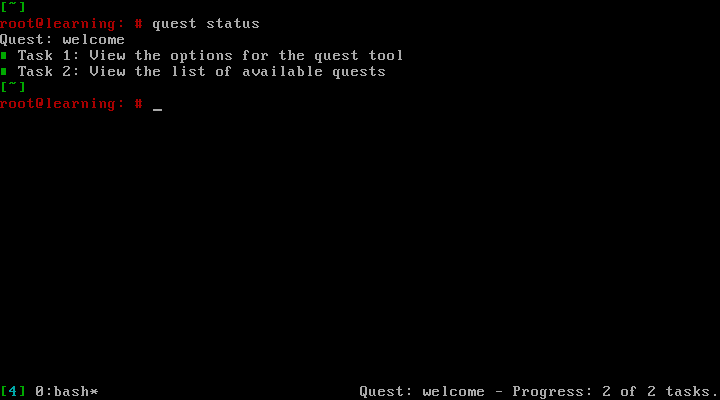 [~]
root@learning: # quest status
Quest: welcome
Task 1: View the options for the quest tool
Task 2: View the list of available quests
[~]
root@learning: # _
[4] 0:bash* Quest: welcome - Progress: 2 of 2 tasks.